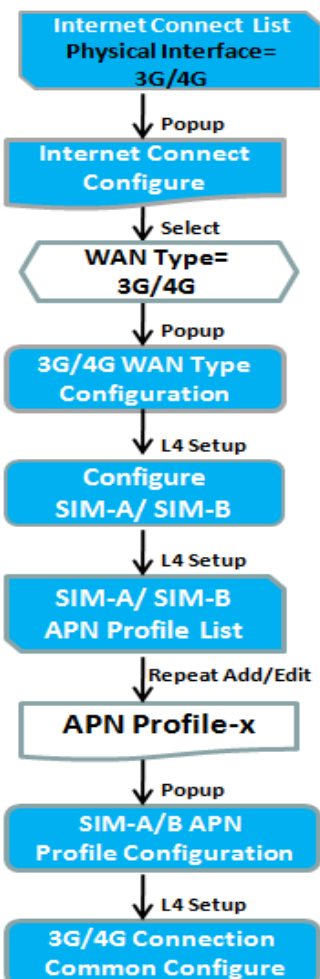 Internet Connect List
Physical Interface=
3G/4G
Popup
Internet Connect
Configure
Select
WAN Type=
3G/4G
Popup
3G/4G WAN Type
Configuration
L4 Setup
Configure
SIM-A/ SIM-B
L4 Setup
SIM-A/ SIM-B
APN Profile List
Repeat Add/Edit
APN Profile-x
Popup
SIM-A/B APN
Profile Configuration
L4 Setup
3G/4G Connection
Common Configure